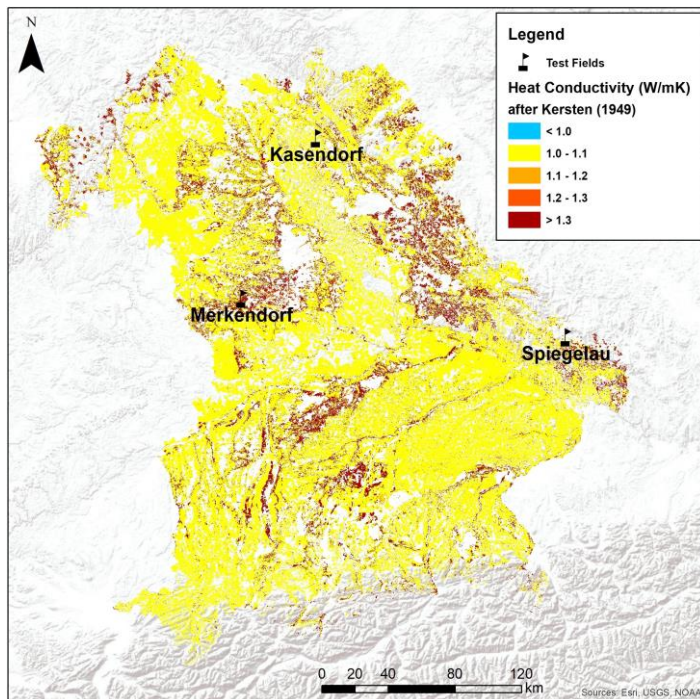 N
Legend
Test Fields
Heat Conductivity (W/mK)
after Kersten (1949)
< 1.0
1.0 - 1.1
1.1 - 1.2
1.2 - 1.3
> 1.3
Kasendorf
Merkendorf
Spiegelau
0 20 40 80 120
km
Sources: Esri, USGS, NOAA